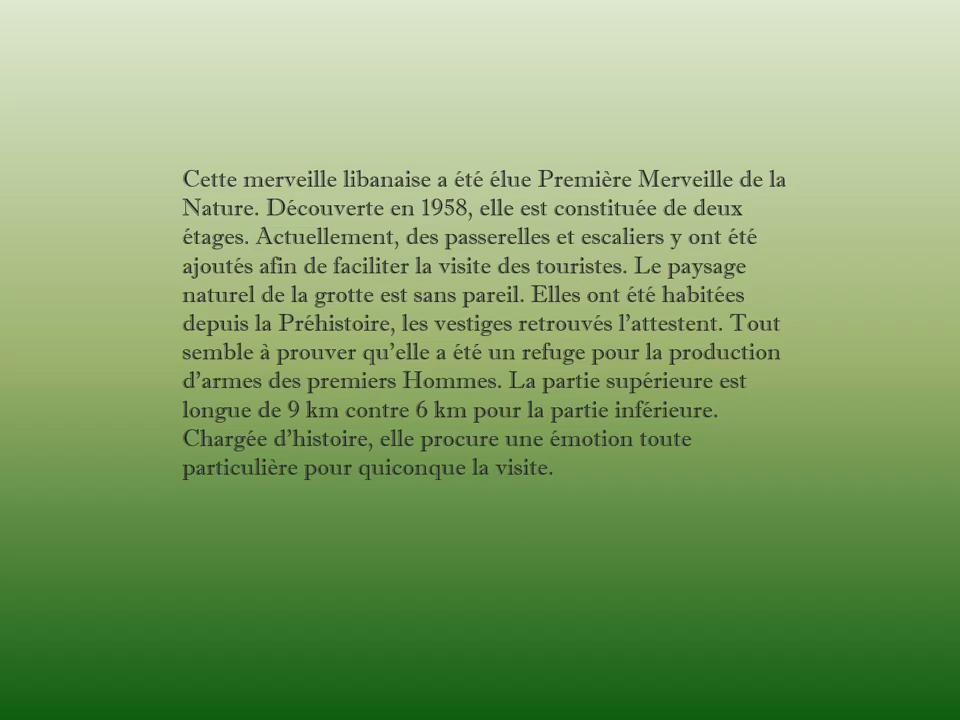 Cette merveille libanaise a été élue Première Merveille de la
Nature. Découverte en 1958, elle est constituée de deux
étages. Actuellement, des passerelles et escaliers y ont été
ajoutés afin de faciliter la visite des touristes. Le paysage
naturel de la grotte est sans pareil. Elles ont été habitées
depuis la Préhistoire, les vestiges retrouvés l’attestent. Tout
semble à prouver qu’elle a été un refuge pour la production
d’armes des premiers Hommes. La partie supérieure est
longue de 9 km contre 6 km pour la partie inférieure.
Chargée d’histoire, elle procure une émotion toute
particulière pour quiconque la visite.